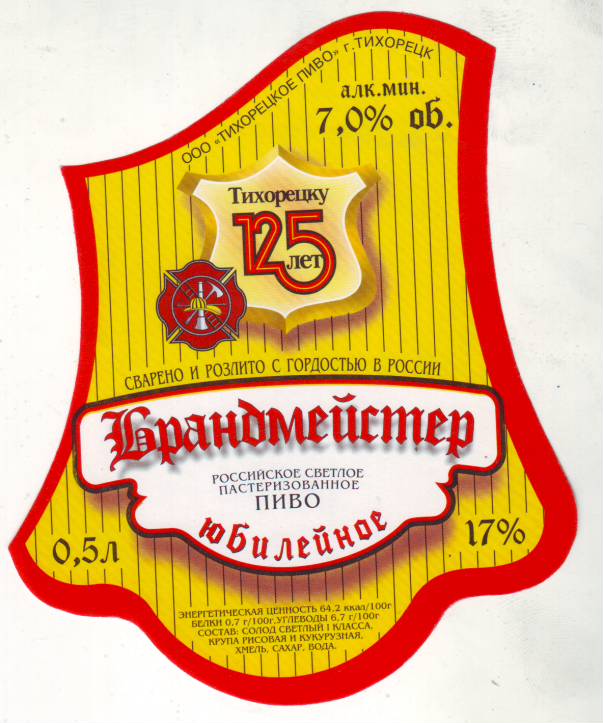 ООО «ТИХОРЕЦКОЕ ПИВО» г.ТИХОРЕЦК
алк.мин.
7,0% об.
Тихорецку
125
лет
СВАРЕНО И РОЗЛИТО С ГОРДОСТЬЮ В РОССИИ
Брандмейстер
РОССИЙСКОЕ СВЕТЛОЕ
ПАСТЕРИЗОВАННОЕ
ПИВО
юбилейное
0,5л
17%
ЭНЕРГЕТИЧЕСКАЯ ЦЕННОСТЬ 64,2 ккал/100г
БЕЛКИ 0,7 г/100г.УГЛЕВОДЫ 6,7 г/100г
СОСТАВ: СОЛОД СВЕТЛЫЙ I КЛАССА,
КРУПА РИСОВАЯ И КУКУРУЗНАЯ,
ХМЕЛЬ, САХАР, ВОДА.